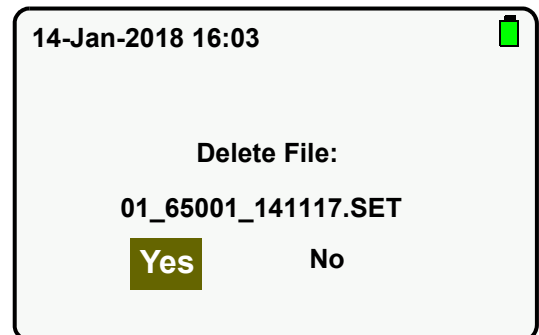 14-Jan-2018 16:03
Delete File:
01_65001_141117.SET
Yes No